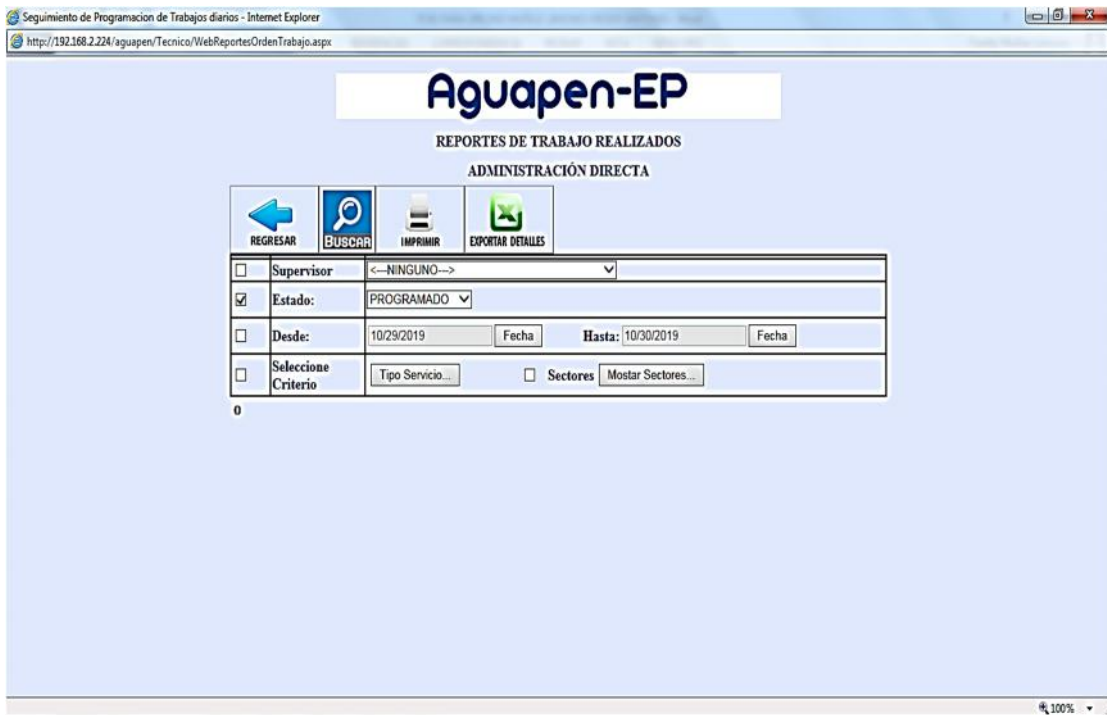 Seguimiento de Programacion de Trabajos diarios - Internet Explorer
http://192.168.2.224/aguapen/Tecnico/WebReportesOrdenTrabajo.aspx
Aguapen-EP
REPORTES DE TRABAJO REALIZADOS
ADMINISTRACIÓN DIRECTA
REGRESAR BUSCAR IMPRIMIR EXPORTAR DETALLES
Supervisor <---NINGUNO--->
Estado: PROGRAMADO
Desde: 10/29/2019 Fecha Hasta: 10/30/2019 Fecha
Seleccione
Criterio Tipo Servicio... Sectores Mostar Sectores...
0
100%